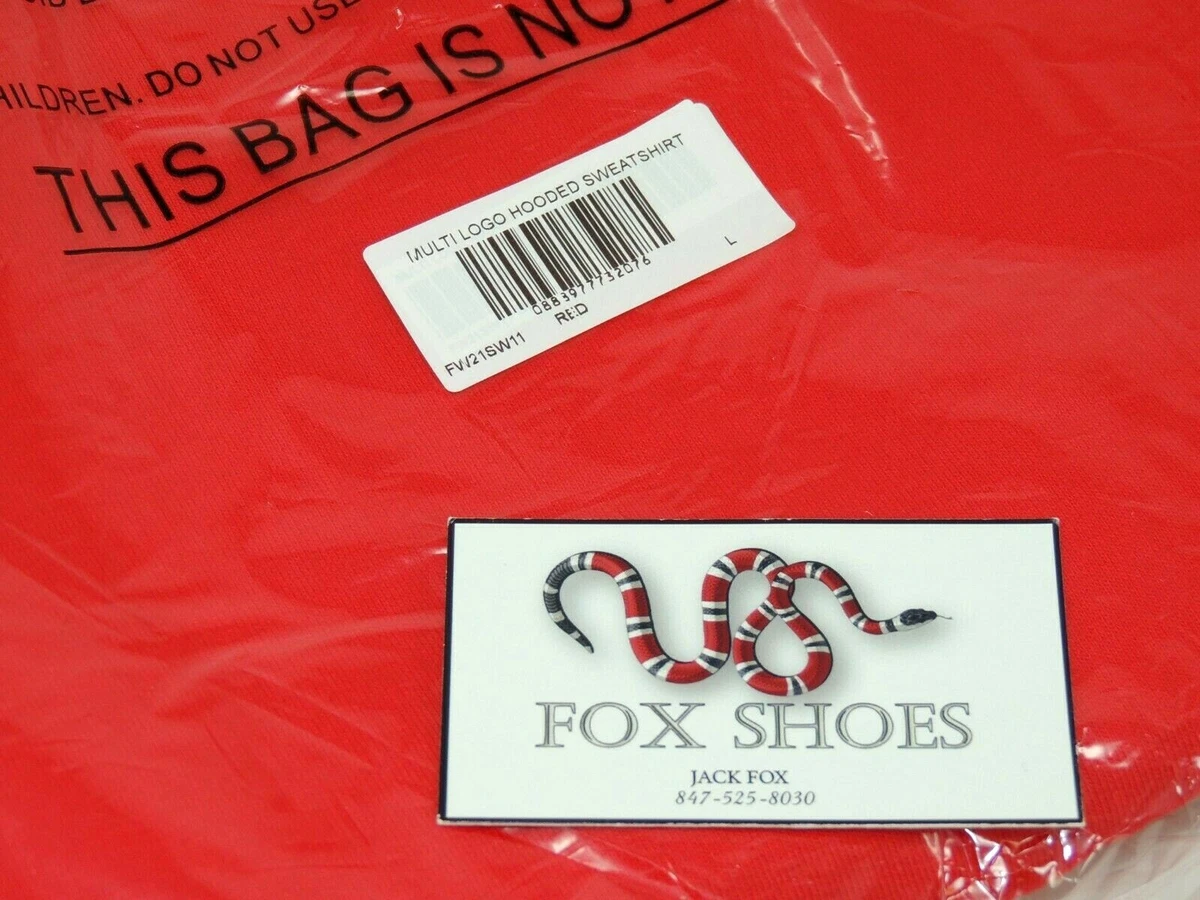 CHILDREN. DO NOT USE
THIS BAG IS NO
MULTI LOGO HOODED SWEATSHIRT
0883977732076
L
RED
FW21SW11
FOX SHOES
JACK FOX
847-525-8030